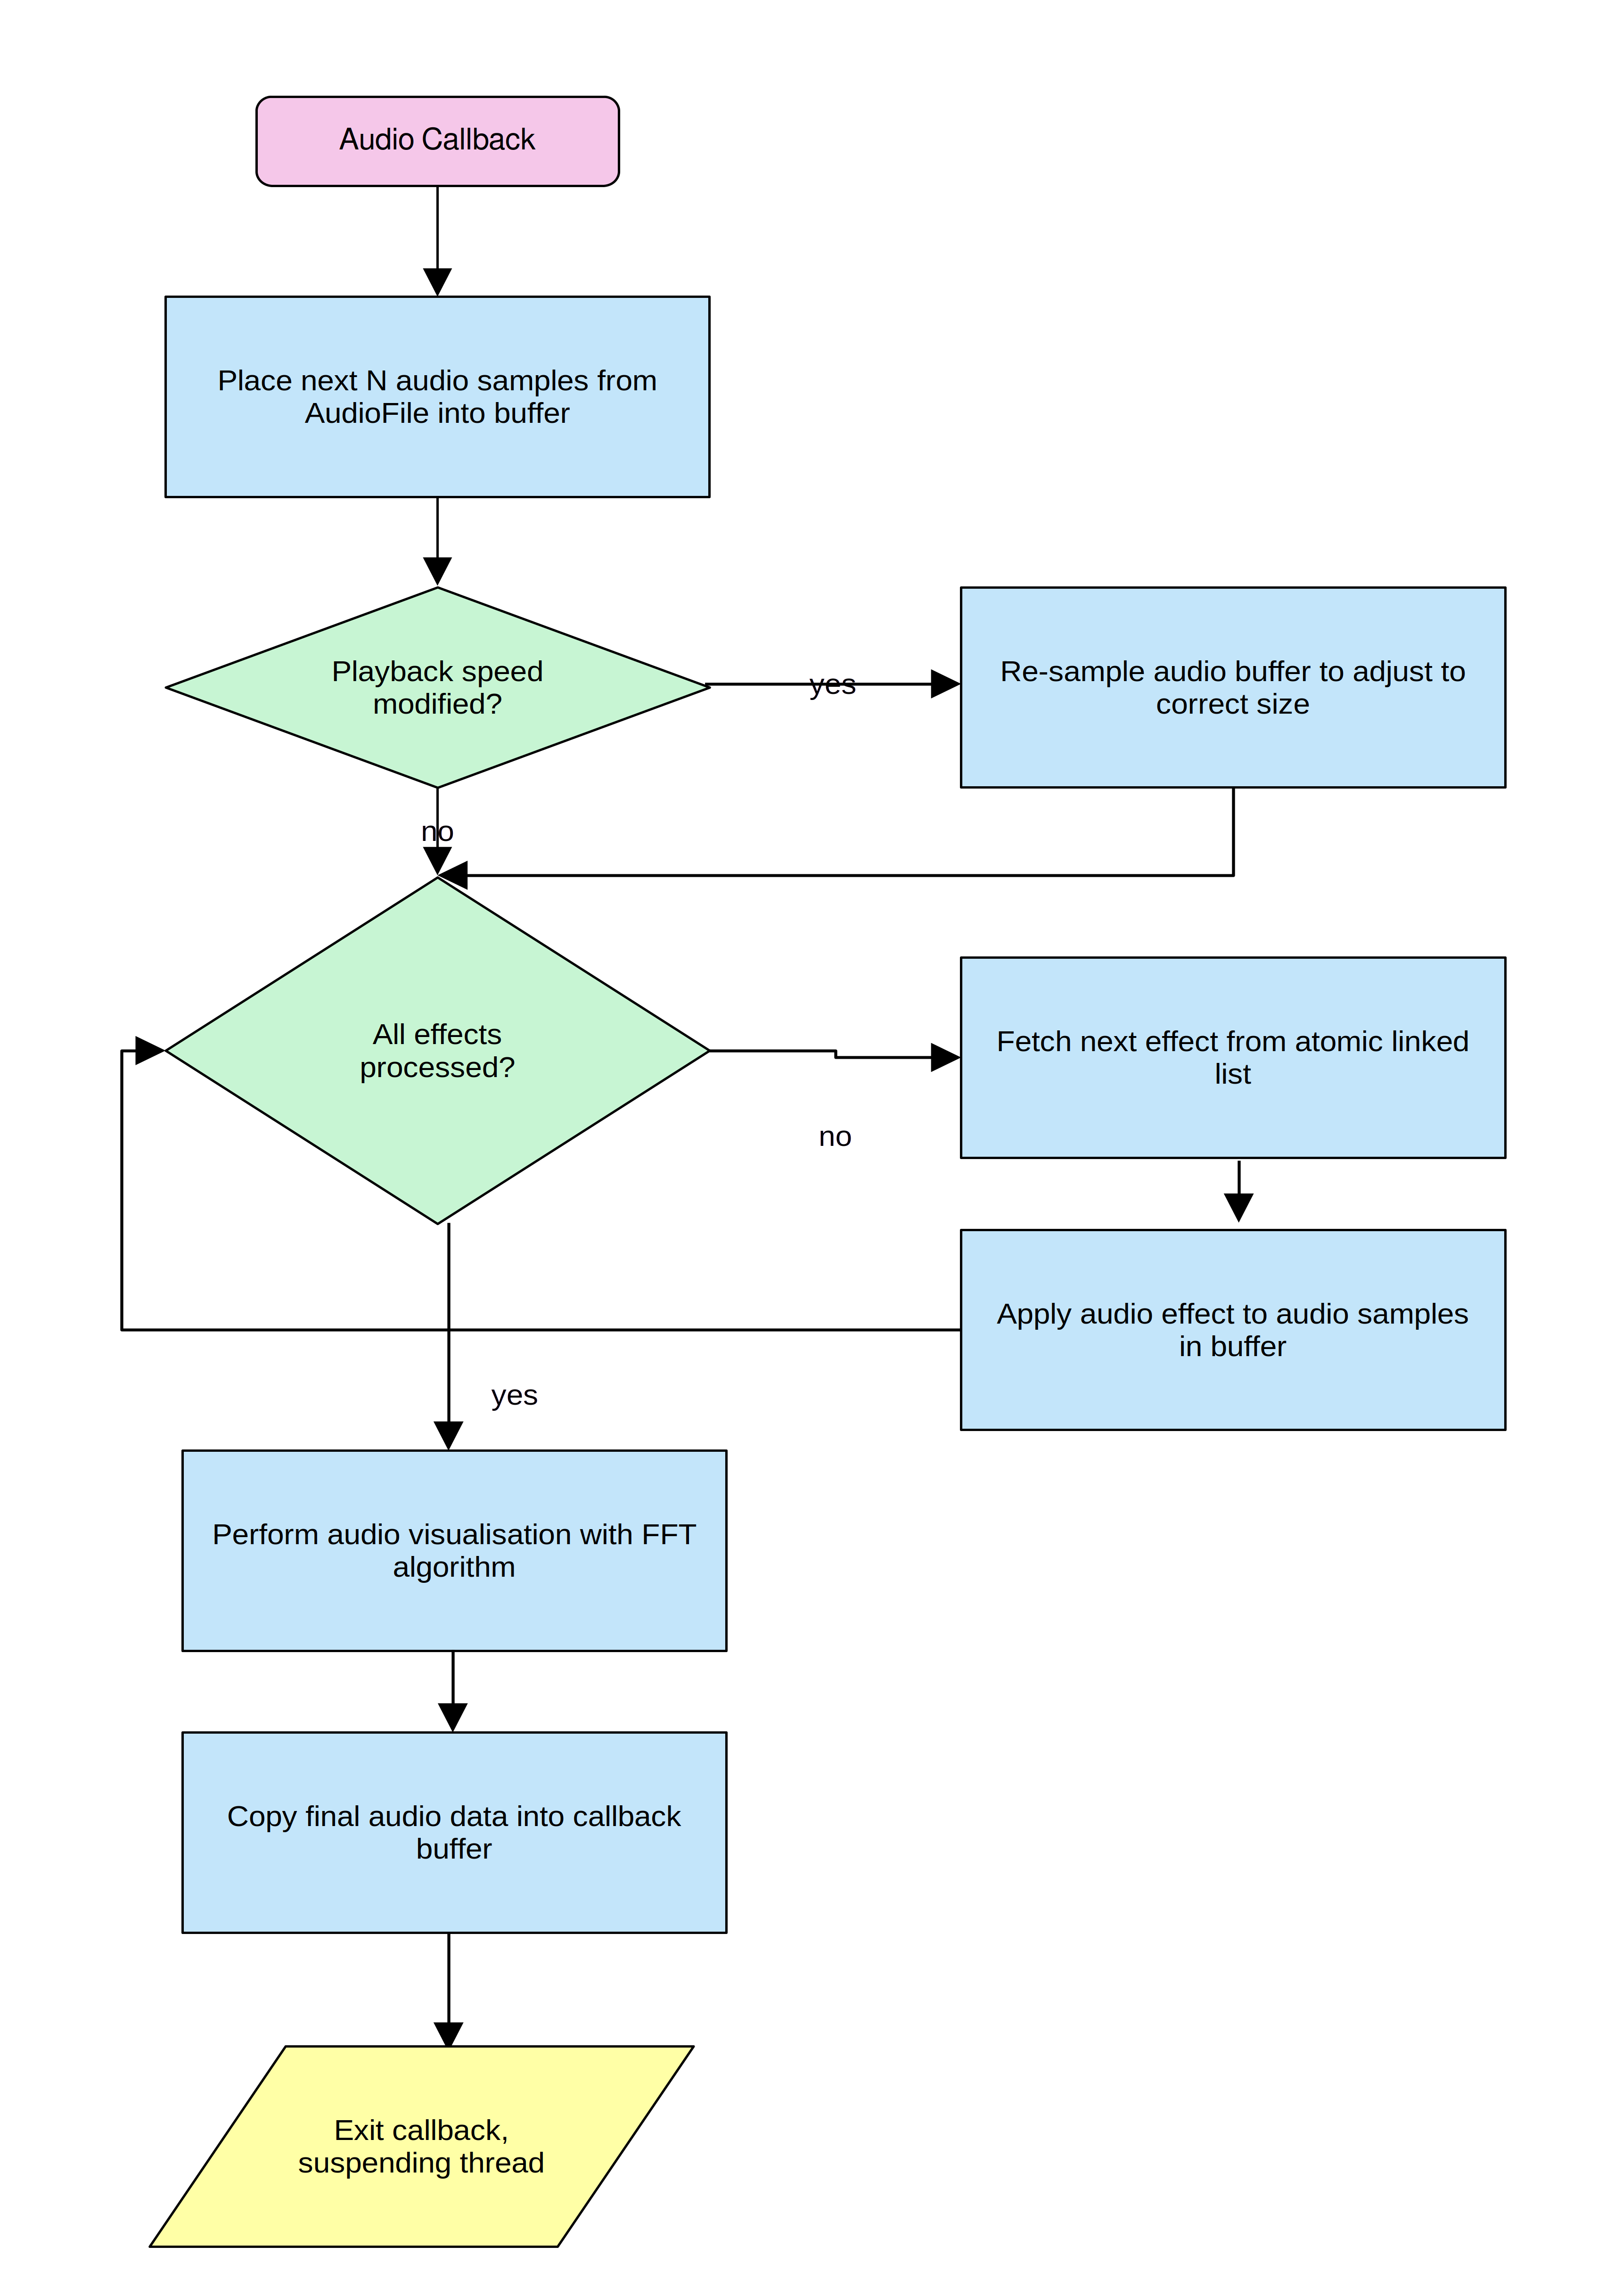 Audio Callback
Place next N audio samples from
AudioFile into buffer
Playback speed
modified?
yes
Re-sample audio buffer to adjust to
correct size
no
All effects
processed?
no
Fetch next effect from atomic linked
list
Apply audio effect to audio samples
in buffer
yes
Perform audio visualisation with FFT
algorithm
Copy final audio data into callback
buffer
Exit callback,
suspending thread